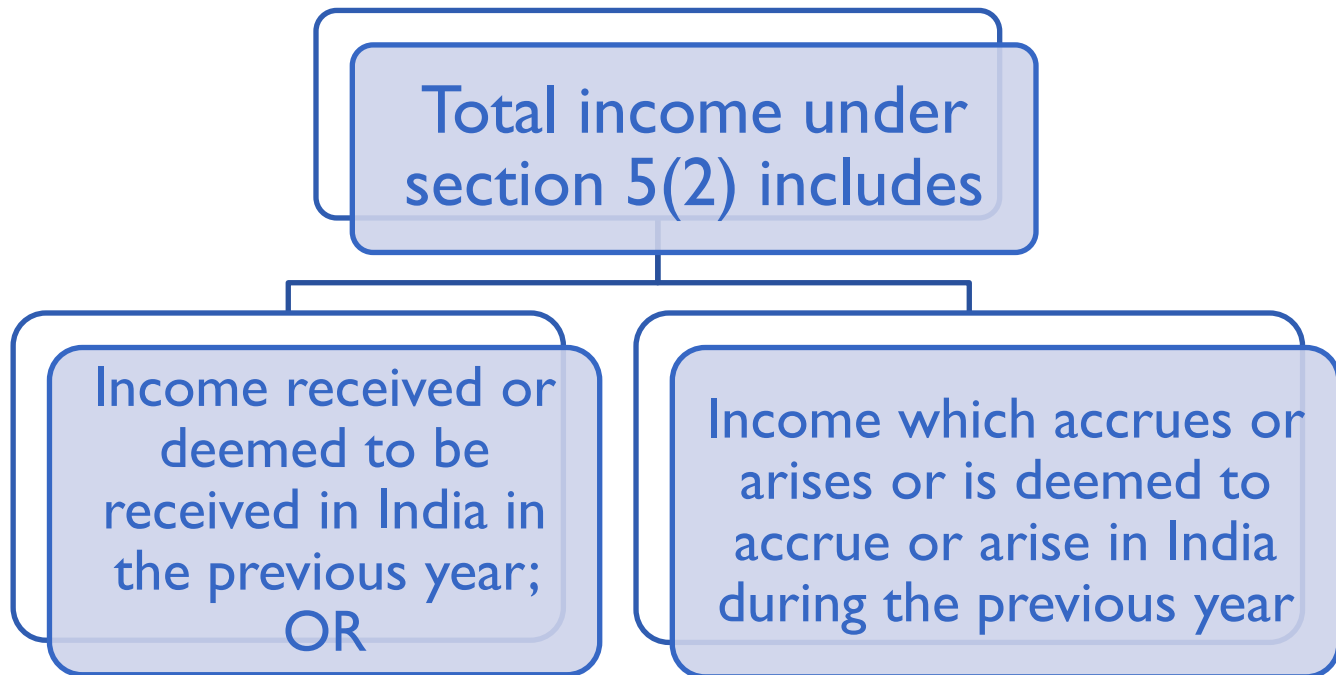 Total income under
section 5(2) includes
Income received or
deemed to be
received in India in
the previous year;
OR
Income which accrues or
arises or is deemed to
accrue or arise in India
during the previous year